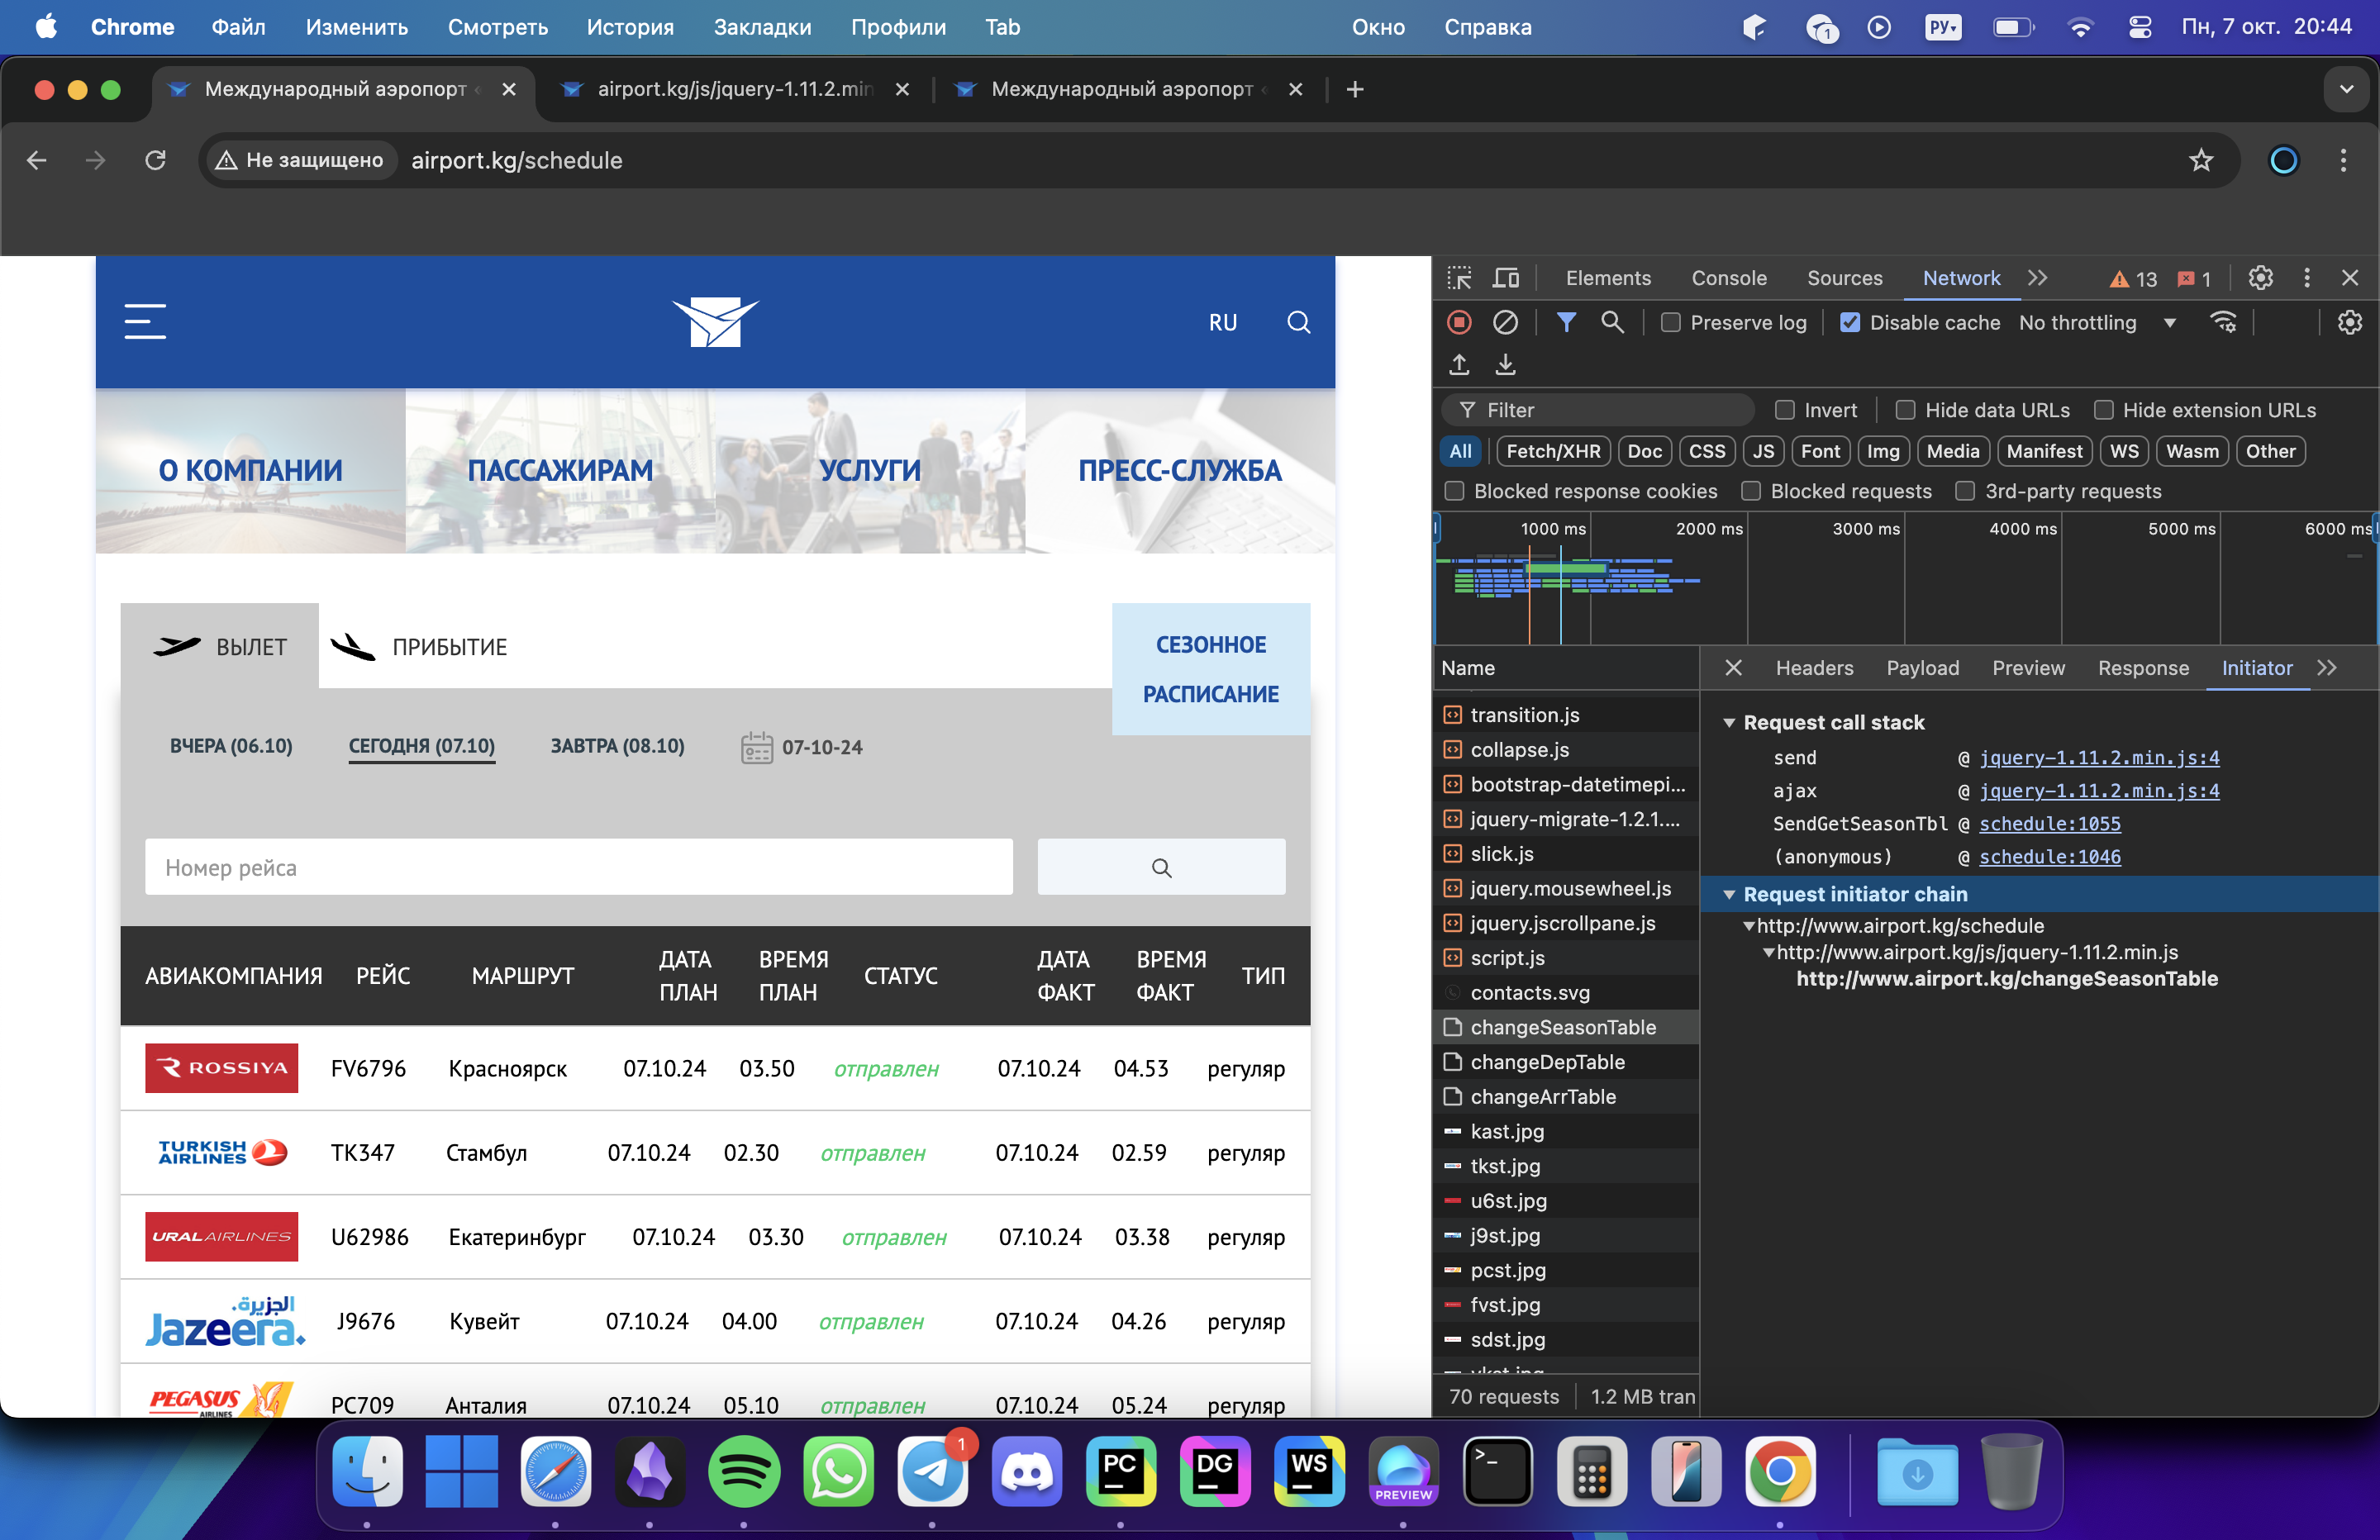 Chrome Файл Изменить Смотреть История Закладки Профили Tab Окно Справка 1 РУ Пн, 7 окт. 20:44
Международный аэропорт airport.kg/js/jquery-1.11.2.min Международный аэропорт
Не защищено airport.kg/schedule
RU
О КОМПАНИИ ПАССАЖИРАМ УСЛУГИ ПРЕСС-СЛУЖБА
ВЫЛЕТ ПРИБЫТИЕ
СЕЗОННОЕ
РАСПИСАНИЕ
ВЧЕРА (06.10) СЕГОДНЯ (07.10) ЗАВТРА (08.10) 07-10-24
Номер рейса
АВИАКОМПАНИЯ РЕЙС МАРШРУТ ДАТА ПЛАН ВРЕМЯ ПЛАН СТАТУС ДАТА ФАКТ ВРЕМЯ ФАКТ ТИП
ROSSIYA FV6796 Красноярск 07.10.24 03.50 отправлен 07.10.24 04.53 регуляр
TURKISH AIRLINES TK347 Стамбул 07.10.24 02.30 отправлен 07.10.24 02.59 регуляр
URAL AIRLINES U62986 Екатеринбург 07.10.24 03.30 отправлен 07.10.24 03.38 регуляр
الجزيرة.
Jazeera. J9676 Кувейт 07.10.24 04.00 отправлен 07.10.24 04.26 регуляр
PEGASUS AIRLINES PC709 Анталия 07.10.24 05.10 отправлен 07.10.24 05.24 регуляр
Elements Console Sources Network 13 1
Preserve log Disable cache No throttling
Filter Invert Hide data URLs Hide extension URLs
All Fetch/XHR Doc CSS JS Font Img Media Manifest WS Wasm Other
Blocked response cookies Blocked requests 3rd-party requests
1000 ms 2000 ms 3000 ms 4000 ms 5000 ms 6000 ms
Name
transition.js
collapse.js
bootstrap-datetimepi...
jquery-migrate-1.2.1....
slick.js
jquery.mousewheel.js
jquery.jscrollpane.js
script.js
contacts.svg
changeSeasonTable
changeDepTable
changeArrTable
kast.jpg
tkst.jpg
u6st.jpg
j9st.jpg
pcst.jpg
fvst.jpg
sdst.jpg
70 requests 1.2 MB tran
Headers Payload Preview Response Initiator
Request call stack
send @ jquery-1.11.2.min.js:4
ajax @ jquery-1.11.2.min.js:4
SendGetSeasonTbl @ schedule:1055
(anonymous) @ schedule:1046
Request initiator chain
http://www.airport.kg/schedule
http://www.airport.kg/js/jquery-1.11.2.min.js
http://www.airport.kg/changeSeasonTable
1 PC DG WS PREVIEW >_